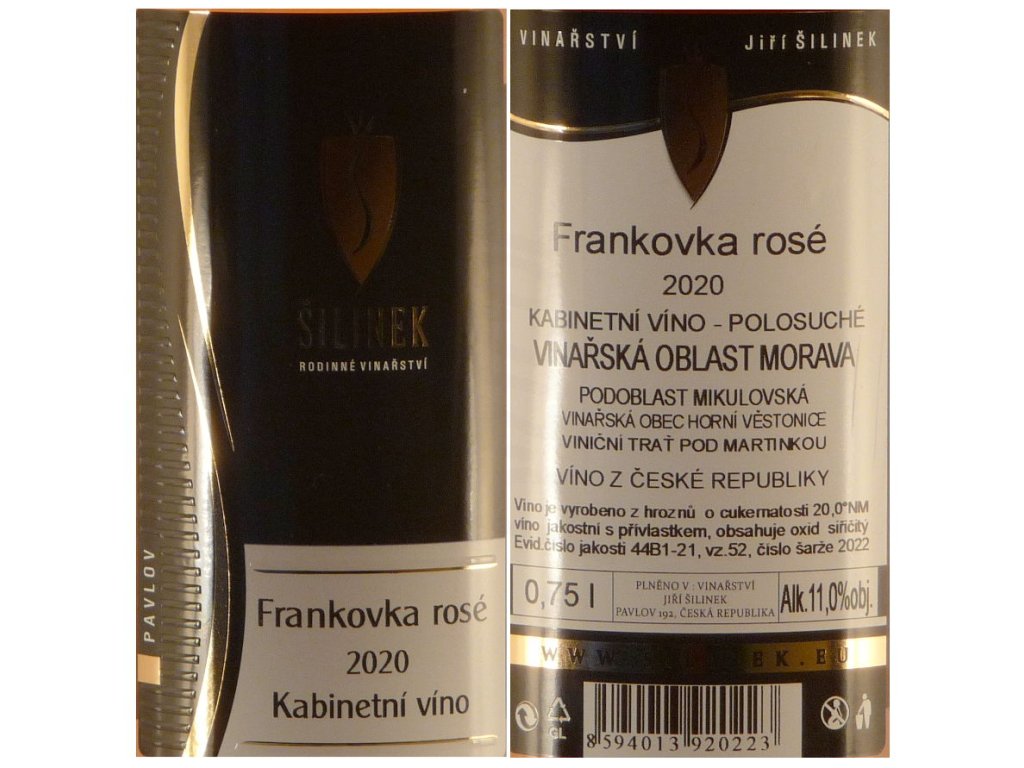 ŠILINEK
RODINNÉ VINAŘSTVÍ
PAVLOV
Frankovka rosé
2020
Kabinetní víno
VINAŘSTVÍ JIŘÍ ŠILINEK
Frankovka rosé
2020
KABINETNÍ VÍNO - POLOSUCHÉ
VINAŘSKÁ OBLAST MORAVA
PODOBLAST MIKULOVSKÁ
VINAŘSKÁ OBEC HORNÍ VĚSTONICE
VINIČNÍ TRAŤ POD MARTINKOU
VÍNO Z ČESKÉ REPUBLIKY
Víno je vyrobeno z hroznů o cukernatosti 20,0°NM
víno jakostní s přívlastkem, obsahuje oxid siřičitý
Evid.číslo jakosti 44B1-21, vz.52, číslo šarže 2022
0,75 l
PLNĚNO V : VINAŘSTVÍ
JIŘÍ ŠILINEK
PAVLOV 192, ČESKÁ REPUBLIKA
Alk.11,0%obj.
GL
8594013920223